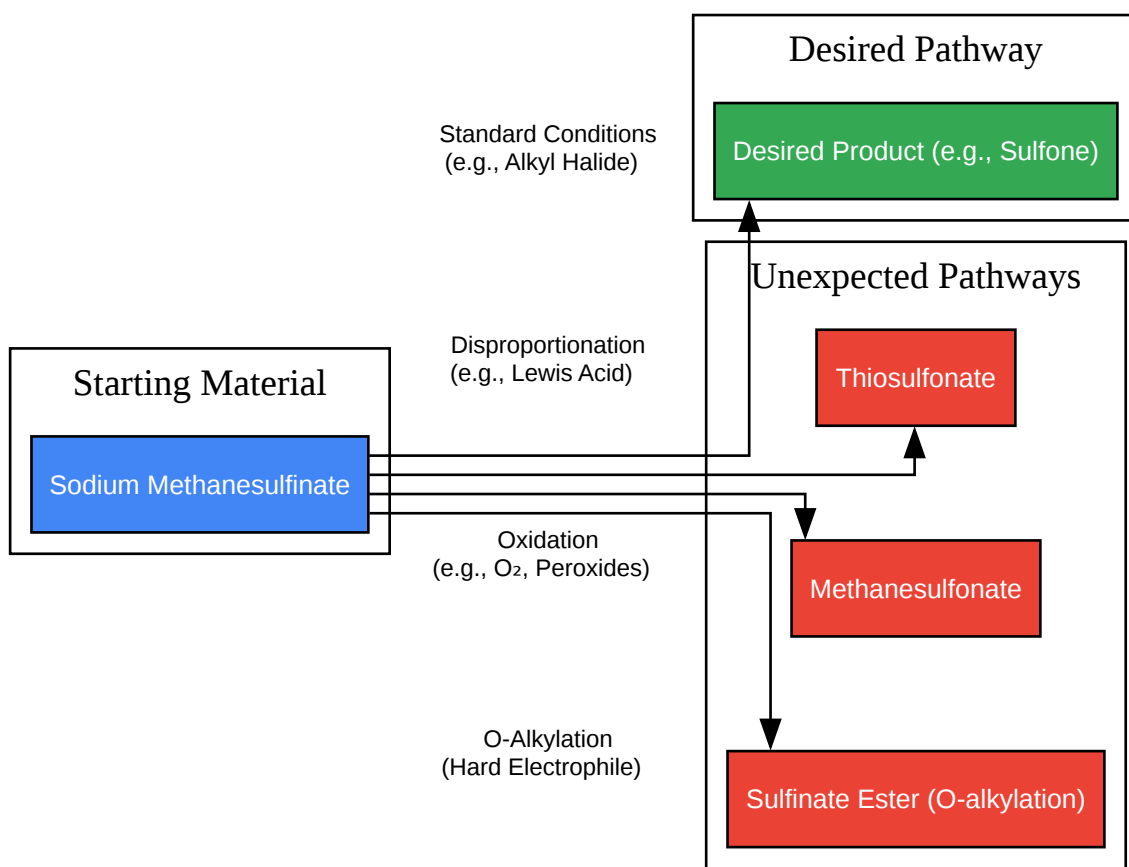 Desired Pathway
Desired Product (e.g., Sulfone)
Standard Conditions
(e.g., Alkyl Halide)
Unexpected Pathways
Disproportionation
(e.g., Lewis Acid)
Thiosulfonate
Starting Material
Sodium Methanesulfinate
Oxidation
(e.g., O₂, Peroxides)
Methanesulfonate
O-Alkylation
(Hard Electrophile)
Sulfinate Ester (O-alkylation)